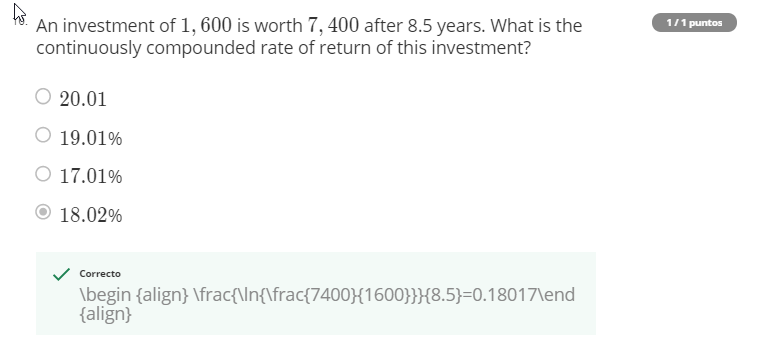 19. An investment of 1, 600 is worth 7, 400 after 8.5 years. What is the
1 / 1 puntos
continuously compounded rate of return of this investment?
20.01
19.01%
17.01%
18.02%
Correcto
\begin {align} \frac{\ln{\frac{7400}{1600}}}{8.5}=0.18017\end
{align}